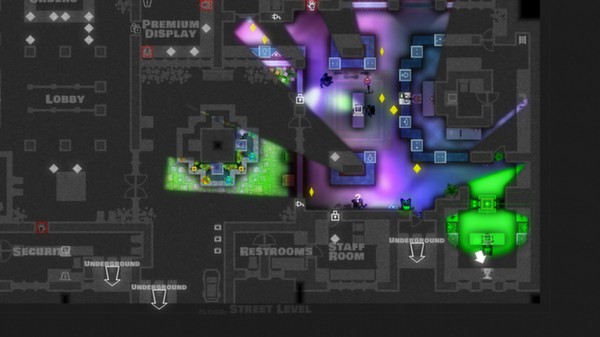 PREMIUM
DISPLAY
LOBBY
SECURITY
RESTROOMS
STAFF
ROOM
UNDERGROUND
UNDERGROUND
UNDERGROUND
STREET LEVEL